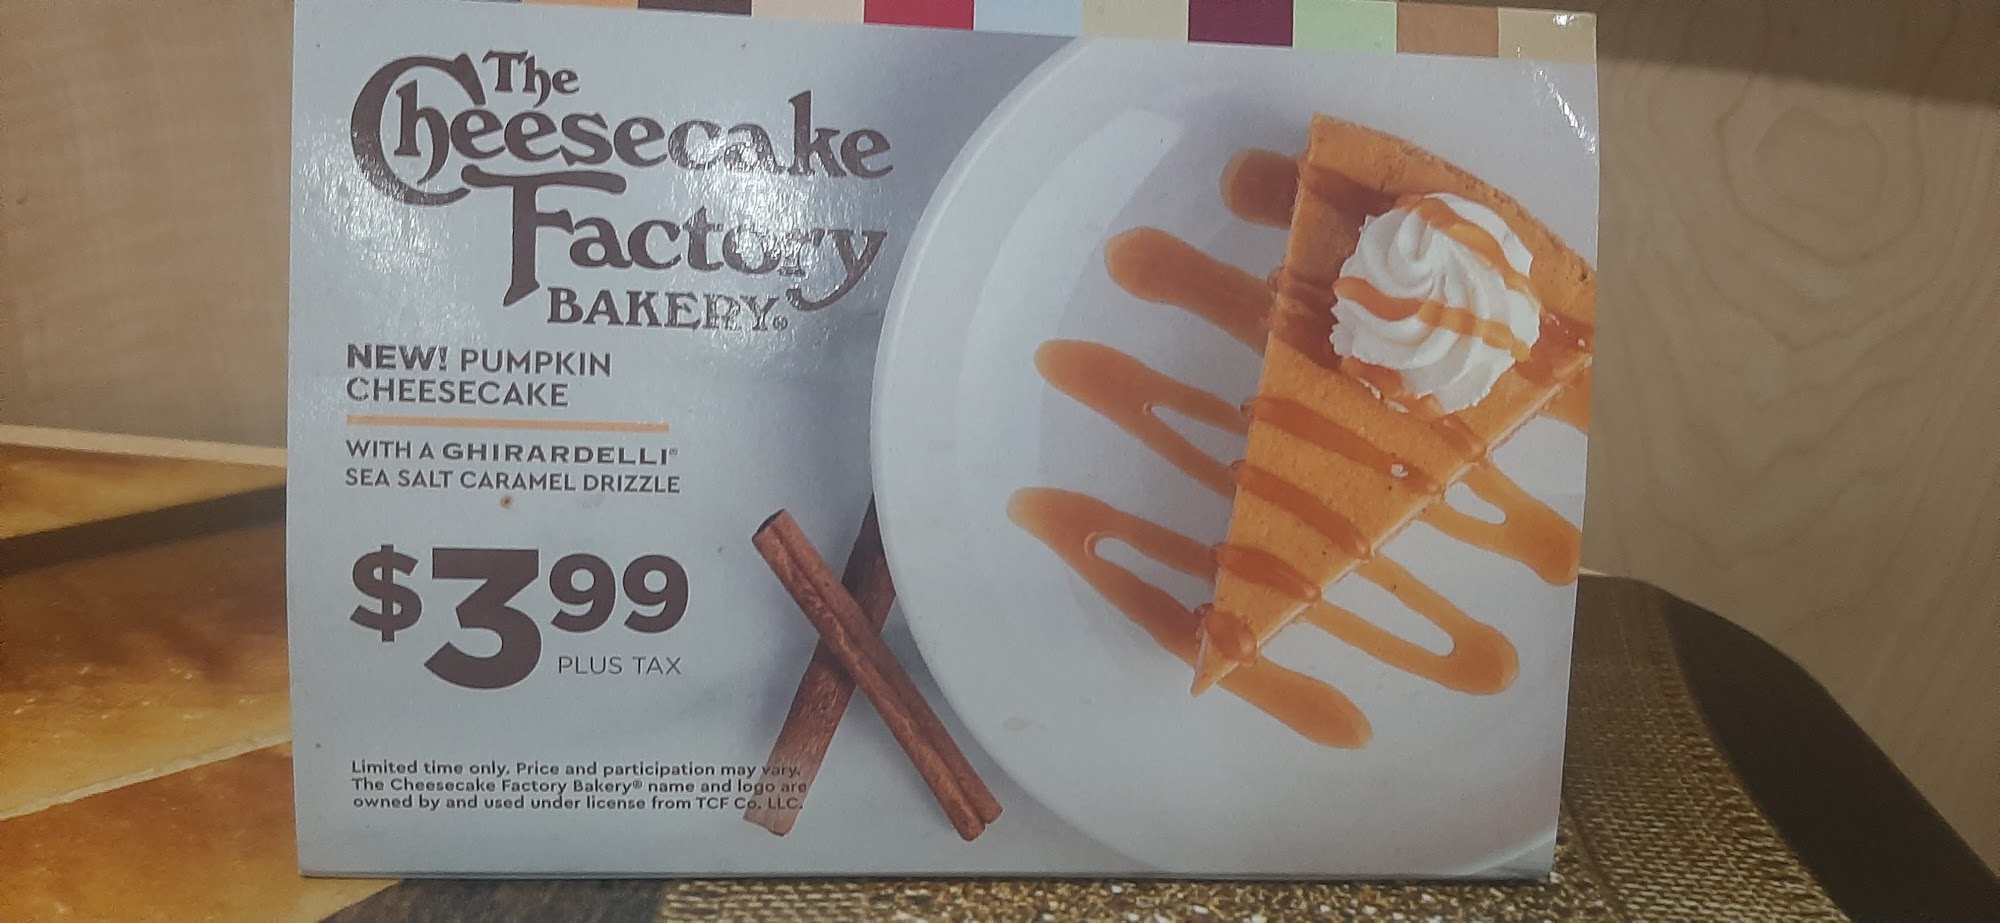 The
Cheesecake
Factory
BAKERY®
NEW! PUMPKIN
CHEESECAKE
WITH A GHIRARDELLI®
SEA SALT CARAMEL DRIZZLE
$3.99
PLUS TAX
Limited time only. Price and participation may vary.
The Cheesecake Factory Bakery® name and logo are
owned by and used under license from TCF Co. LLC.